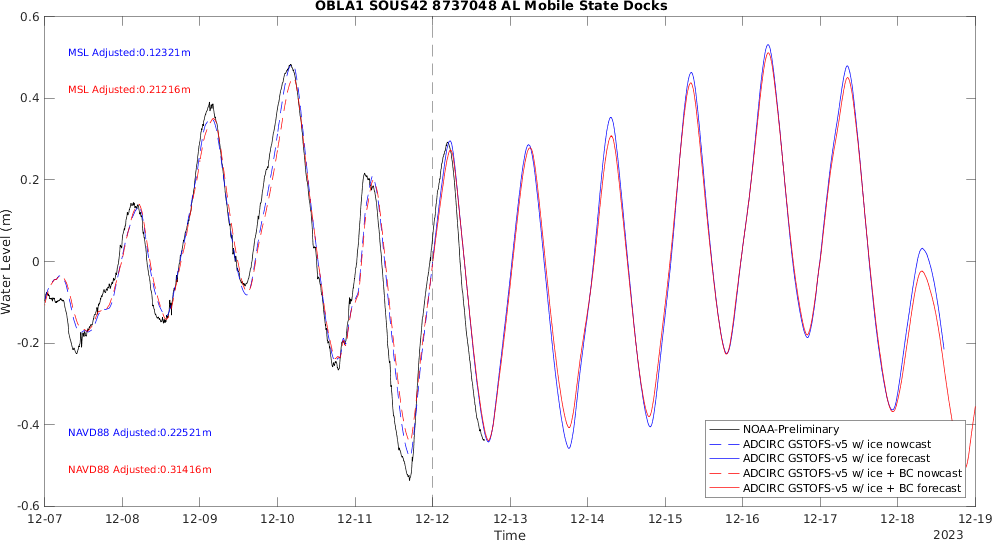 OBLA1 SOUS42 8737048 AL Mobile State Docks
0.6
0.4
0.2
0
-0.2
-0.4
-0.6
Water Level (m)
MSL Adjusted:0.12321m
MSL Adjusted:0.21216m
NAVD88 Adjusted:0.22521m
NAVD88 Adjusted:0.31416m
NOAA-Preliminary
ADCIRC GSTOFS-v5 w/ ice nowcast
ADCIRC GSTOFS-v5 w/ ice forecast
ADCIRC GSTOFS-v5 w/ ice + BC nowcast
ADCIRC GSTOFS-v5 w/ ice + BC forecast
12-07 12-08 12-09 12-10 12-11 12-12 12-13 12-14 12-15 12-16 12-17 12-18 12-19
Time
2023